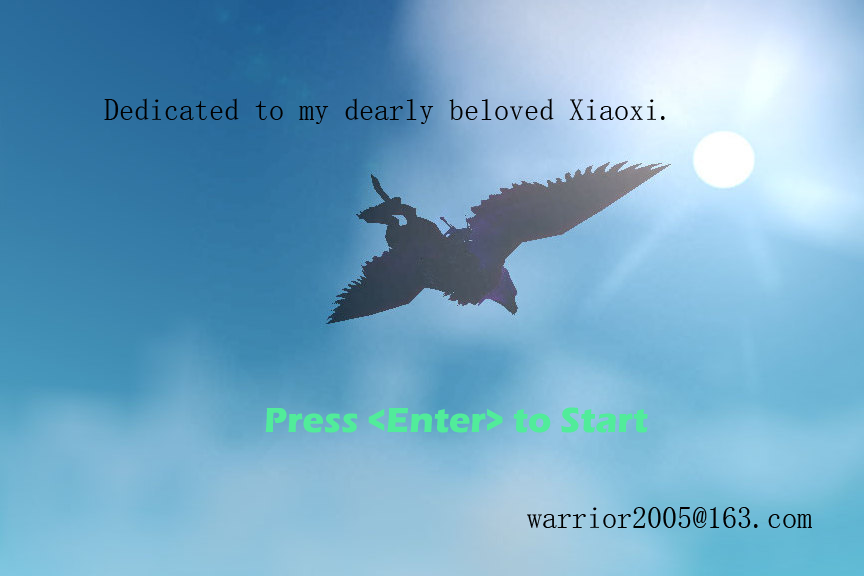 Dedicated to my dearly beloved Xiaoxi.
Press <Enter> to Start
warrior2005@163.com